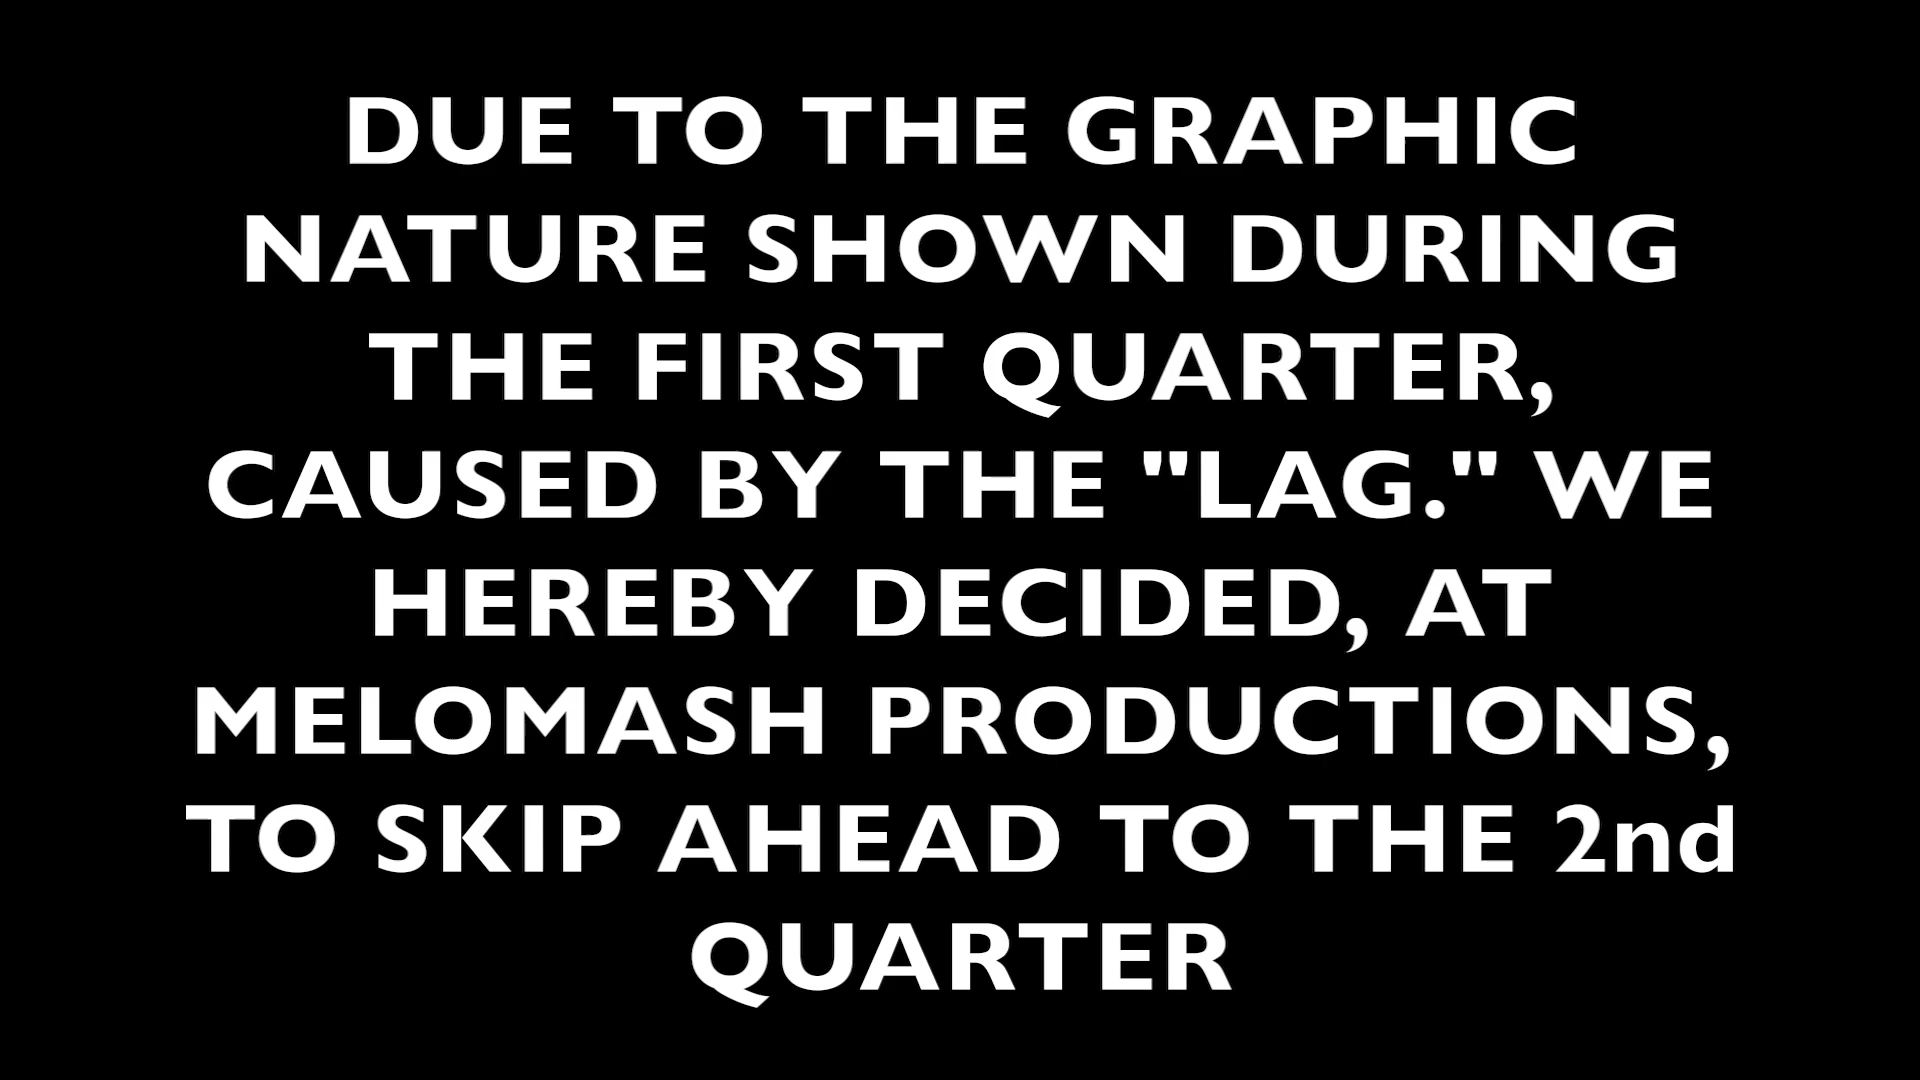 DUE TO THE GRAPHIC
NATURE SHOWN DURING
THE FIRST QUARTER,
CAUSED BY THE "LAG." WE
HEREBY DECIDED, AT
MELOMASH PRODUCTIONS,
TO SKIP AHEAD TO THE 2nd
QUARTER